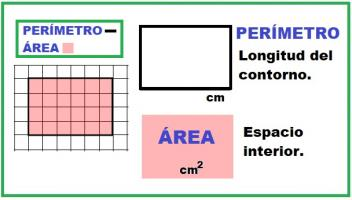 PERÍMETRO
ÁREA
PERÍMETRO
Longitud del
contorno.
cm
ÁREA
cm²
Espacio
interior.